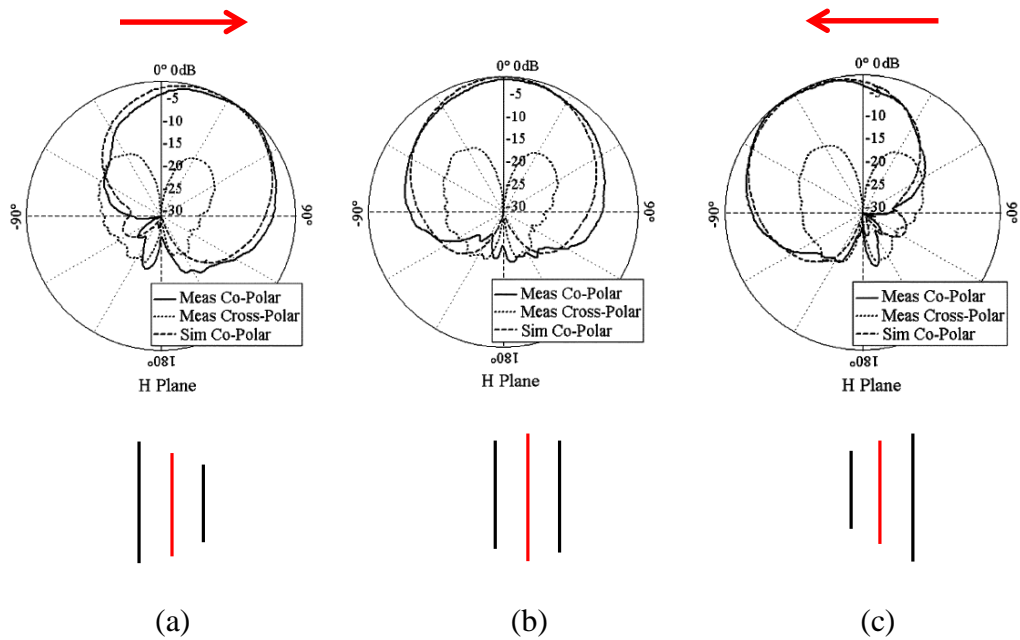 0° 0dB
-5
-10
-15
-20
-25
-30
-90°
90°
Meas Co-Polar
Meas Cross-Polar
Sim Co-Polar
180°
H Plane
0° 0dB
-5
-10
-15
-20
-25
-30
-90°
90°
Meas Co-Polar
Meas Cross-Polar
Sim Co-Polar
180°
H Plane
0° 0dB
-5
-10
-15
-20
-25
-30
-90°
90°
Meas Co-Polar
Meas Cross-Polar
Sim Co-Polar
180°
H Plane
(a)
(b)
(c)